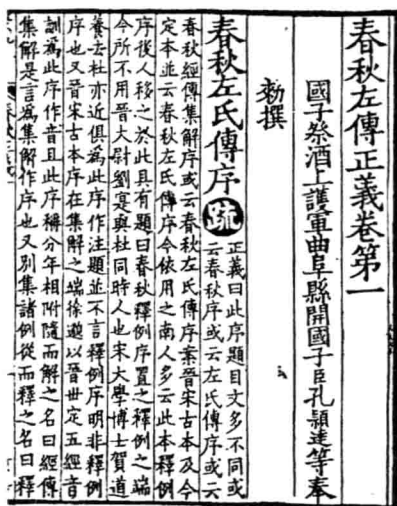 春秋左傳正義卷第一
國子祭酒上護軍曲阜縣開國子臣孔穎達等奉
勑撰
春秋左氏傳序
疏
正義曰此序題目文多不同或
云春秋序或云左氏傳序或云
春秋經傳集解序或云春秋左氏傳序案晉宋古本及今
定本並云春秋左氏傳序今依用之南人多云此本釋例
序後人移之於此且有題曰春秋釋例序置之釋例之端
今所不用晉大尉劉寔與杜同時人也宋大學博士賀道
養去杜亦近俱為此序作注題並不言釋例序明非釋例
序也又晉宋古本序在集解之端徐邈以晉世定五經音
訓為此序作音且此序稱分年相附隨而解之名曰經傳
集解是言為集解作序也又別集諸例從而釋之名曰釋